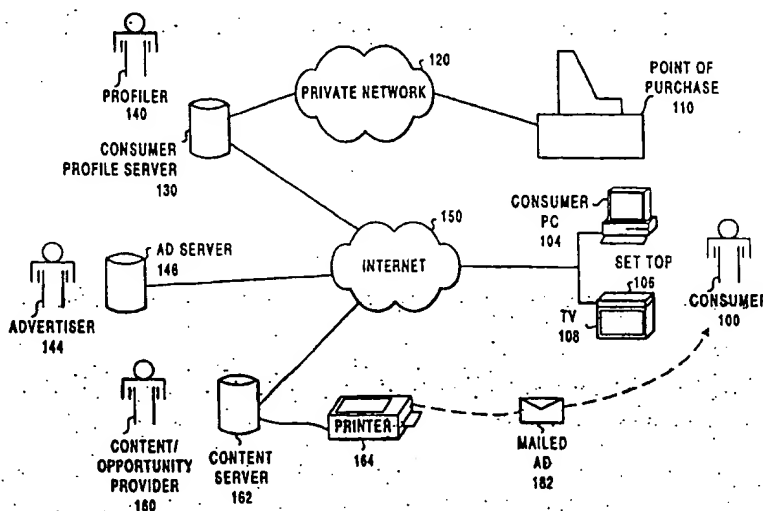 PROFILER
140
120
PRIVATE NETWORK
POINT OF
PURCHASE
110
CONSUMER
PROFILE SERVER
130
150
INTERNET
CONSUMER
PC
104
SET TOP
106
TV
108
CONSUMER
100
AD SERVER
146
ADVERTISER
144
CONTENT/
OPPORTUNITY
PROVIDER
160
CONTENT
SERVER
162
PRINTER
164
MAILED
AD
182